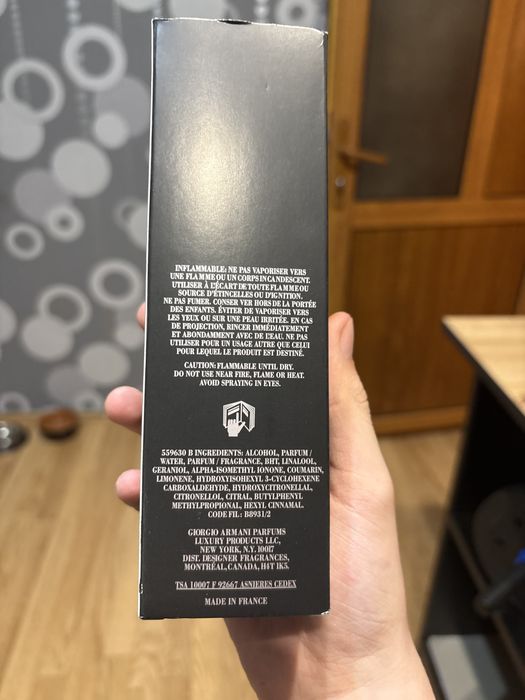 INFLAMMABLE: NE PAS VAPORISER VERS
UNE FLAMME OU UN CORPS INCANDESCENT.
UTILISER À L'ÉCART DE TOUTE FLAMME OU
SOURCE D'ÉTINCELLES OU D'IGNITION.
NE PAS FUMER. CONSERVER HORS DE LA PORTÉE
DES ENFANTS. ÉVITER DE VAPORISER VERS
LES YEUX OU SUR UNE PEAU IRRITÉE. EN CAS
DE PROJECTION, RINCER IMMÉDIATEMENT
ET ABONDAMMENT AVEC DE L'EAU. NE PAS
UTILISER POUR UN USAGE AUTRE QUE CELUI
POUR LEQUEL LE PRODUIT EST DESTINÉ.
CAUTION: FLAMMABLE UNTIL DRY.
DO NOT USE NEAR FIRE, FLAME OR HEAT.
AVOID SPRAYING IN EYES.
559630 B INGREDIENTS: ALCOHOL, PARFUM /
WATER, PARFUM / FRAGRANCE, BHT, LINALOOL,
GERANIOL, ALPHA-ISOMETHYL IONONE, COUMARIN,
LIMONENE, HYDROXYISOHEXYL 3-CYCLOHEXENE
CARBOXALDEHYDE, HYDROXYCITRONELLAL,
CITRONELLOL, CITRAL, BUTYLPHENYL
METHYLPROPIONAL, HEXYL CINNAMAL.
CODE FIL : B8931/2
GIORGIO ARMANI PARFUMS
LUXURY PRODUCTS LLC,
NEW YORK, N.Y. 10017
DIST. DESIGNER FRAGRANCES,
MONTRÉAL, CANADA, H4T 1K5.
TSA 10007 F 92667 ASNIERES CEDEX
MADE IN FRANCE